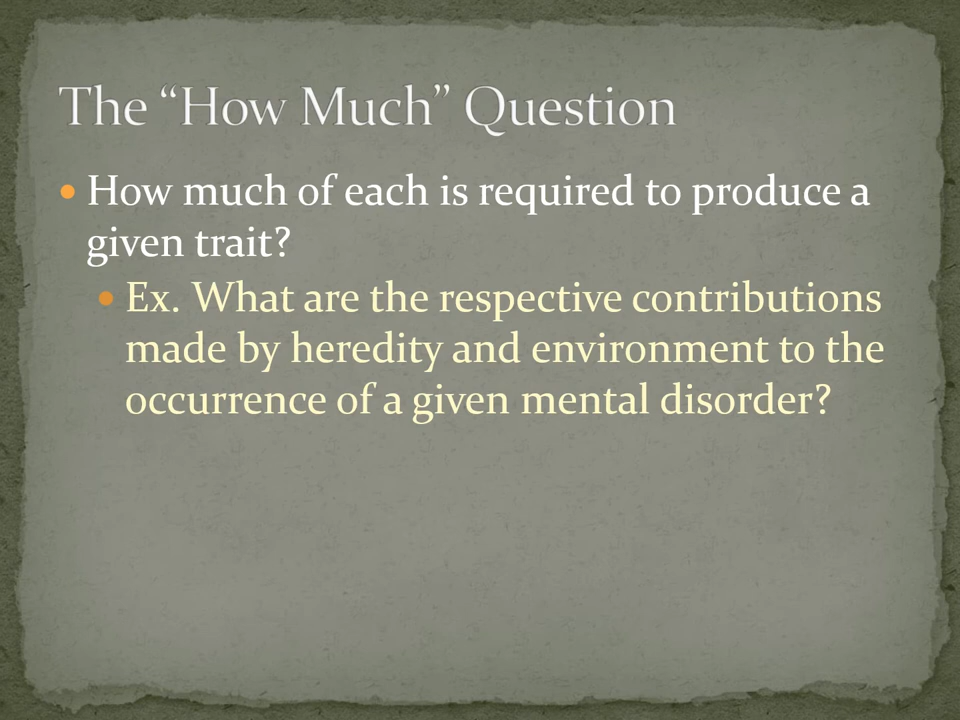 The “How Much” Question
• How much of each is required to produce a
given trait?
• Ex. What are the respective contributions
made by heredity and environment to the
occurrence of a given mental disorder?